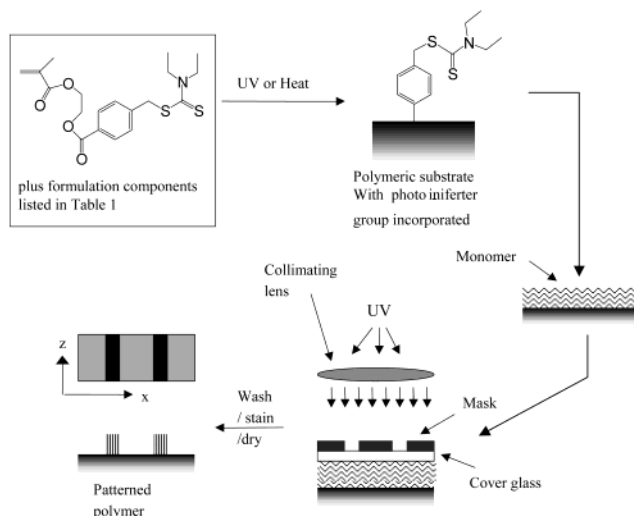 O
O
O
O
S
N
S
plus formulation components
listed in Table 1
UV or Heat
S
N
S
Polymeric substrate
With photo iniferter
group incorporated
Monomer
Collimating
lens
UV
Mask
Cover glass
Wash
/ stain
/dry
z
x
Patterned
polymer